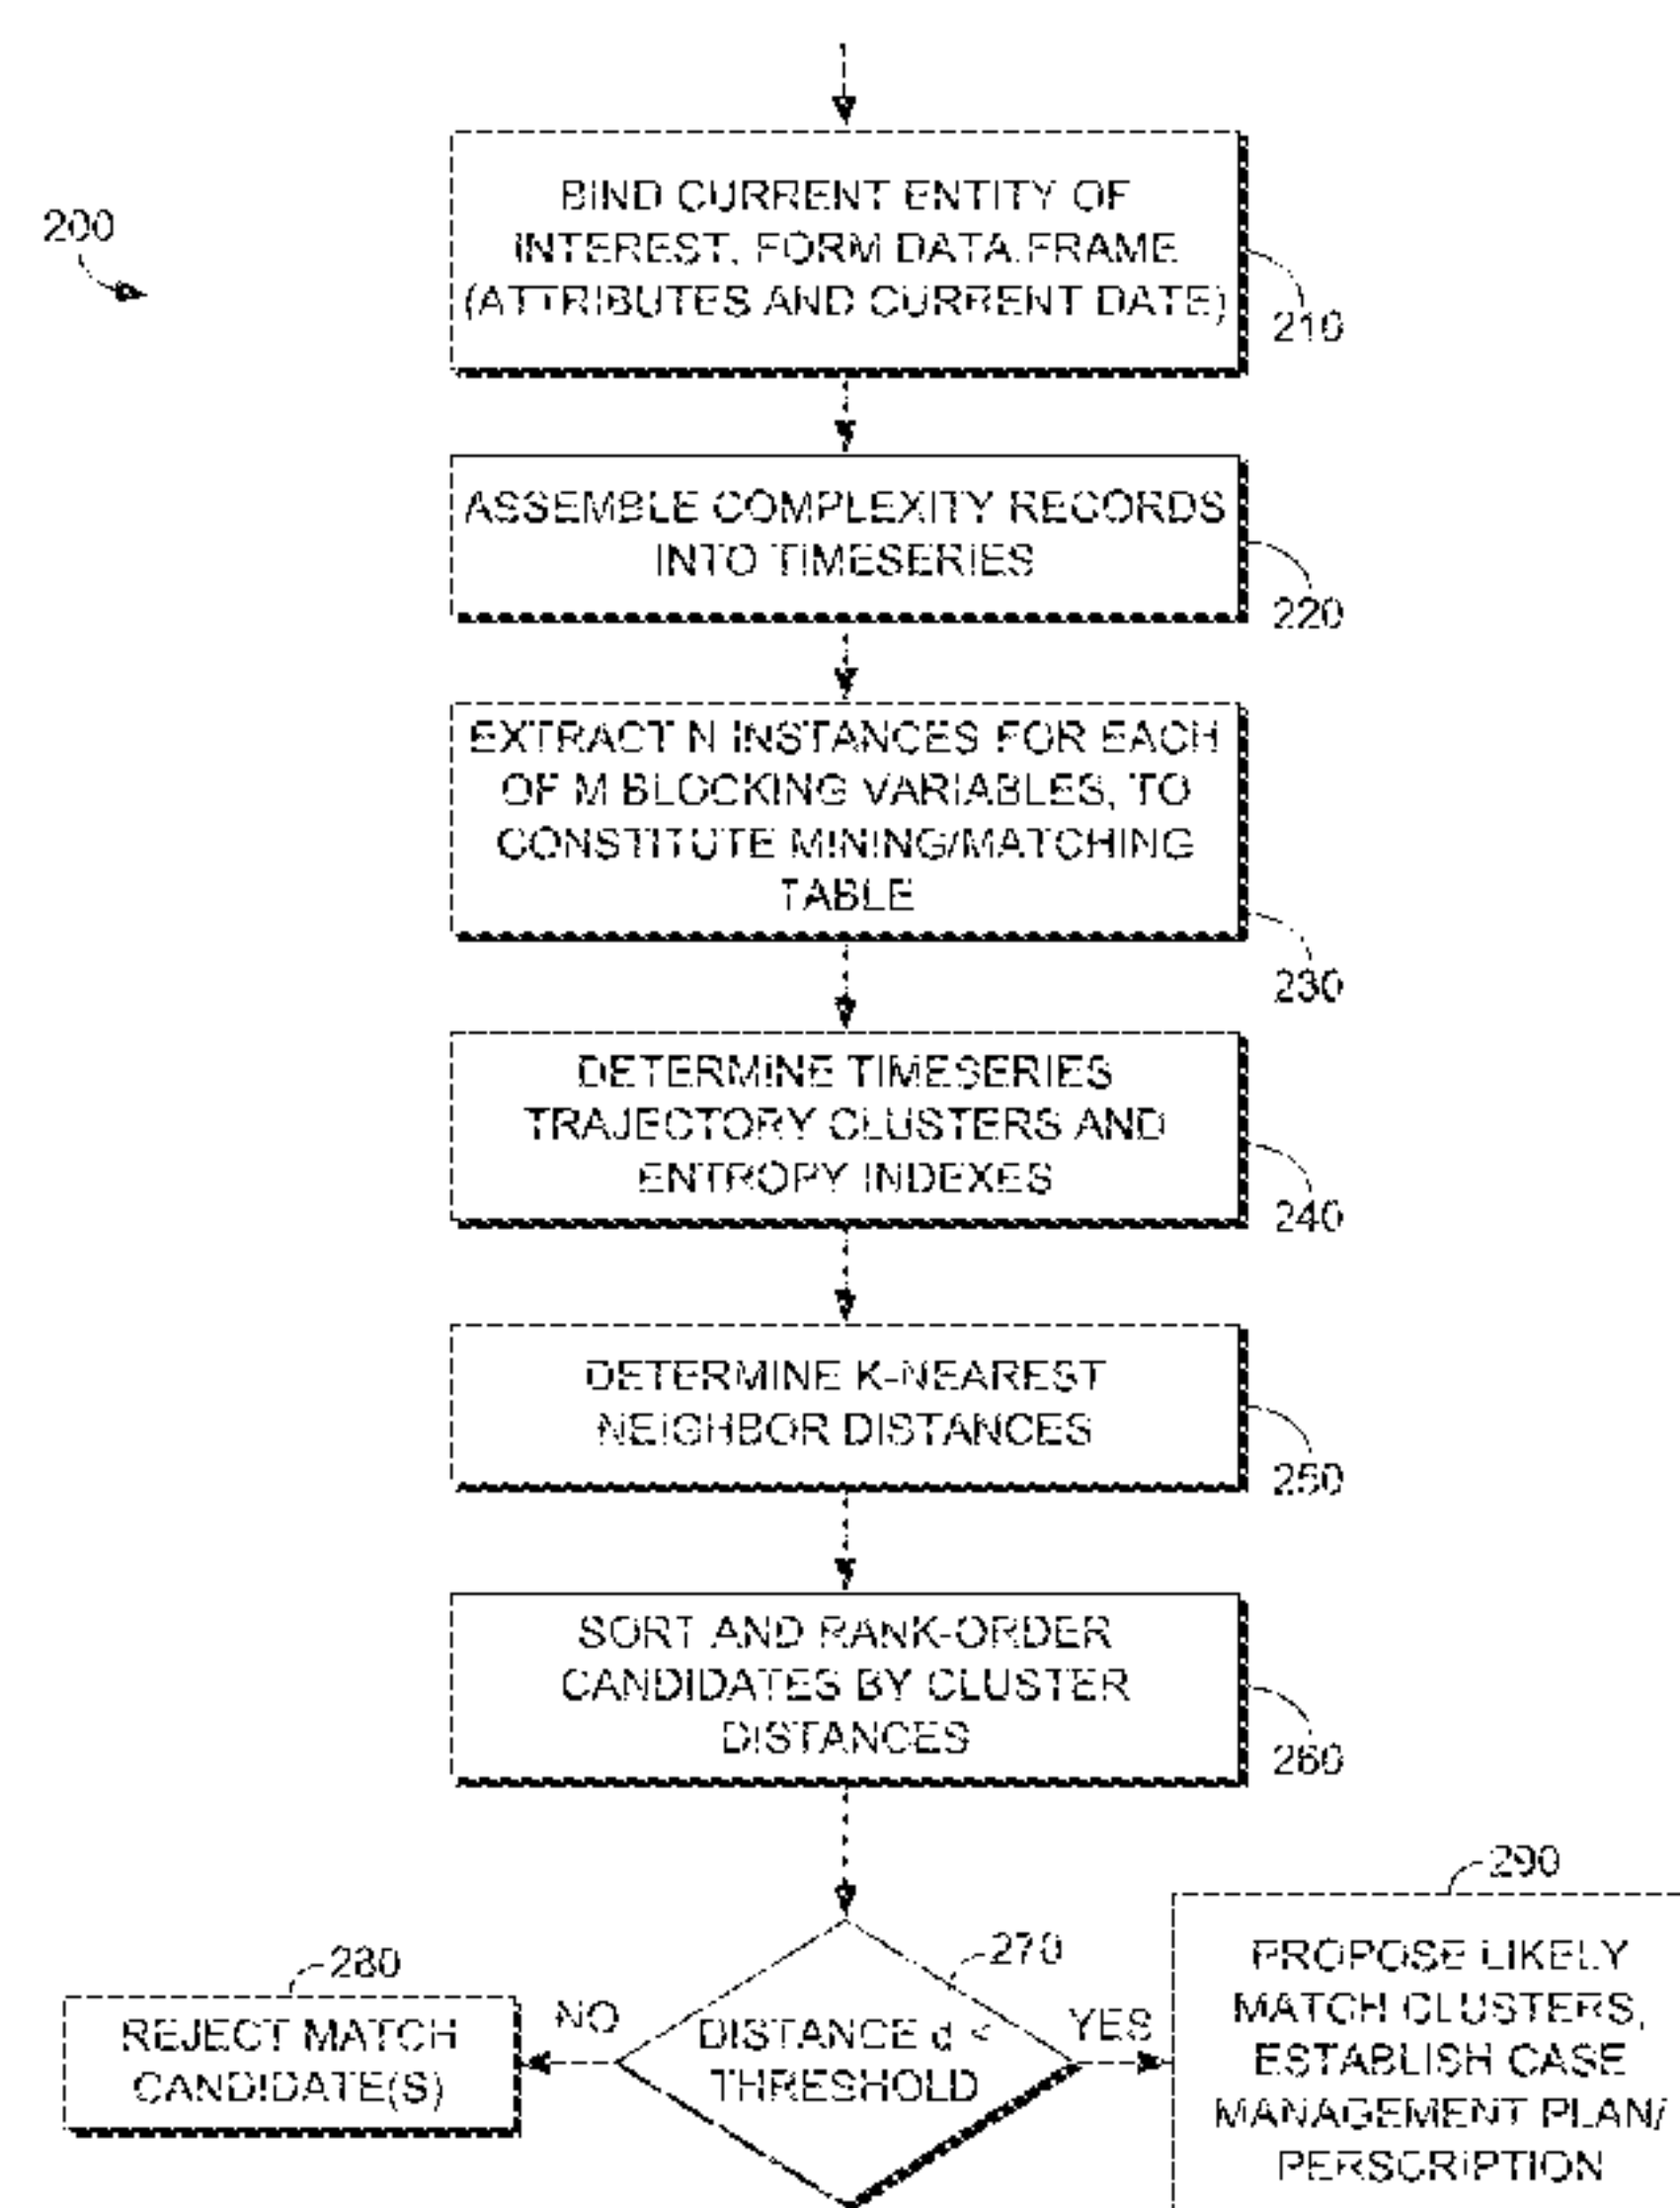 200
BIND CURRENT ENTITY OF
INTEREST, FORM DATA.FRAME
(ATTRIBUTES AND CURRENT DATE)
210
ASSEMBLE COMPLEXITY RECORDS
INTO TIMESERIES
220
EXTRACT N INSTANCES FOR EACH
OF M BLOCKING VARIABLES, TO
CONSTITUTE MINING/MATCHING
TABLE
230
DETERMINE TIMESERIES
TRAJECTORY CLUSTERS AND
ENTROPY INDEXES
240
DETERMINE K-NEAREST
NEIGHBOR DISTANCES
250
SORT AND RANK-ORDER
CANDIDATES BY CLUSTER
DISTANCES
260
270
DISTANCE d <
THRESHOLD
NO
280
REJECT MATCH
CANDIDATE(S)
YES
290
PROPOSE LIKELY
MATCH CLUSTERS,
ESTABLISH CASE
MANAGEMENT PLAN/
PERSCRIPTION